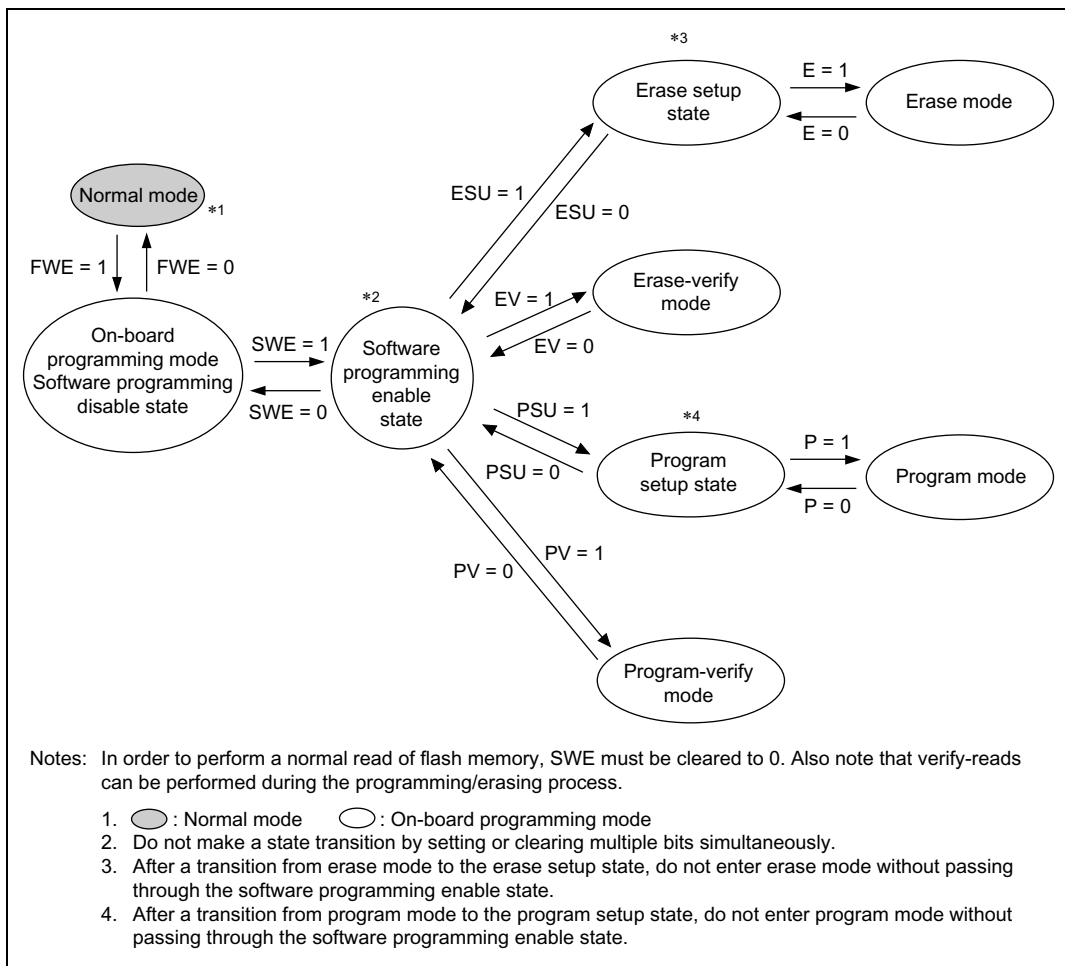 *3
Erase setup
state
E = 1
E = 0
Erase mode
Normal mode
*1
ESU = 1
ESU = 0
FWE = 1
FWE = 0
*2
EV = 1
EV = 0
Erase-verify
mode
On-board
programming mode
Software programming
disable state
SWE = 1
SWE = 0
Software
programming
enable
state
PSU = 1
PSU = 0
*4
Program
setup state
P = 1
P = 0
Program mode
PV = 1
PV = 0
Program-verify
mode
Notes: In order to perform a normal read of flash memory, SWE must be cleared to 0. Also note that verify-reads
can be performed during the programming/erasing process.
1. : Normal mode : On-board programming mode
2. Do not make a state transition by setting or clearing multiple bits simultaneously.
3. After a transition from erase mode to the erase setup state, do not enter erase mode without passing
through the software programming enable state.
4. After a transition from program mode to the program setup state, do not enter program mode without
passing through the software programming enable state.